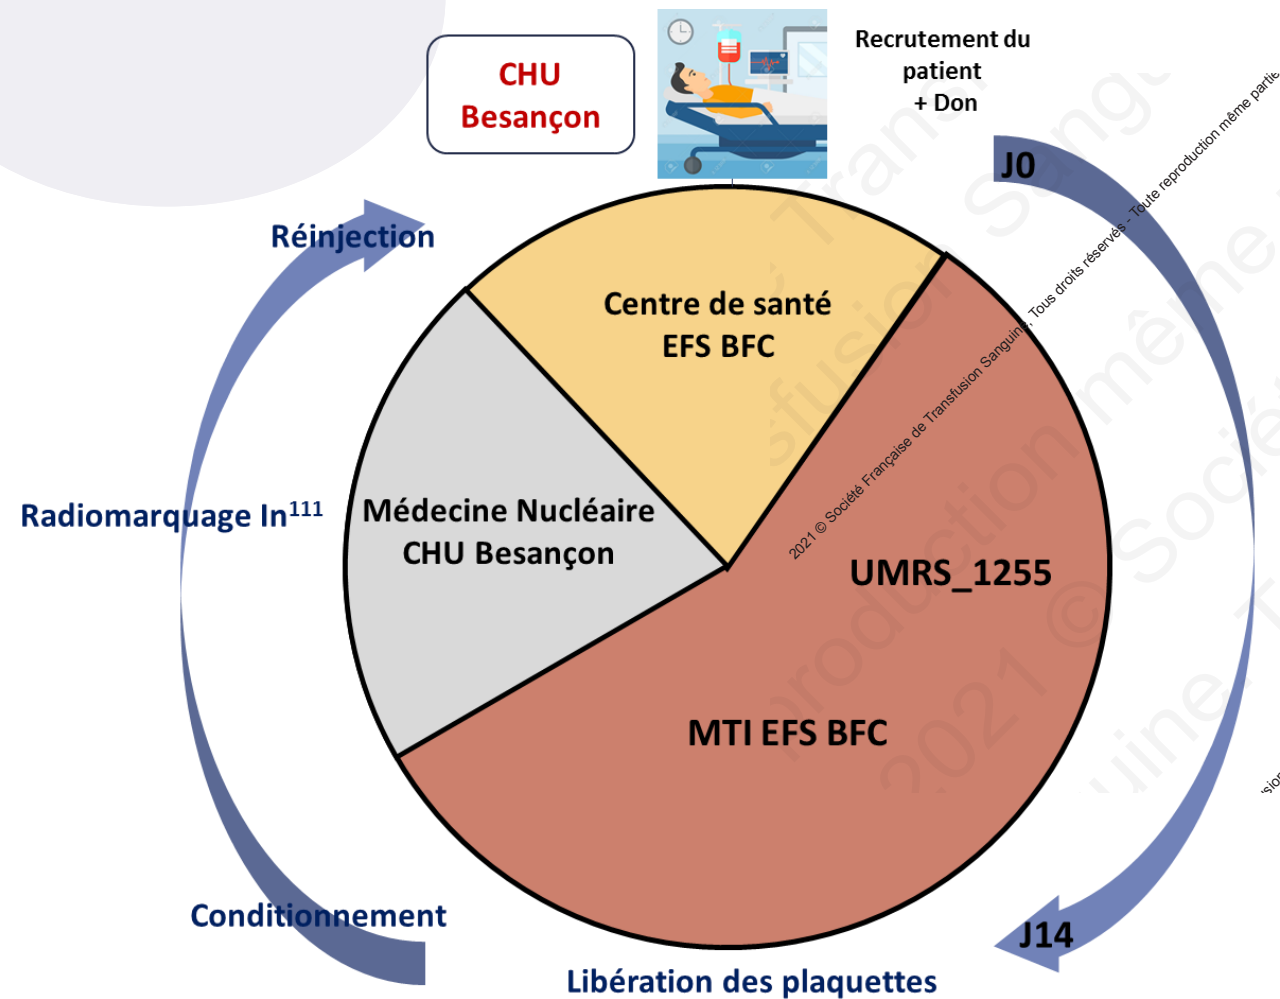 CHU
Besançon
Recrutement du
patient
+ Don
J0
Réinjection
Centre de santé
EFS BFC
Radiomarquage In¹¹¹
Médecine Nucléaire
CHU Besançon
UMRS_1255
MTI EFS BFC
Conditionnement
J14
Libération des plaquettes
2021 © Société Française de Transfusion Sanguine, Tous droits réservés - Toute reproduction même partie